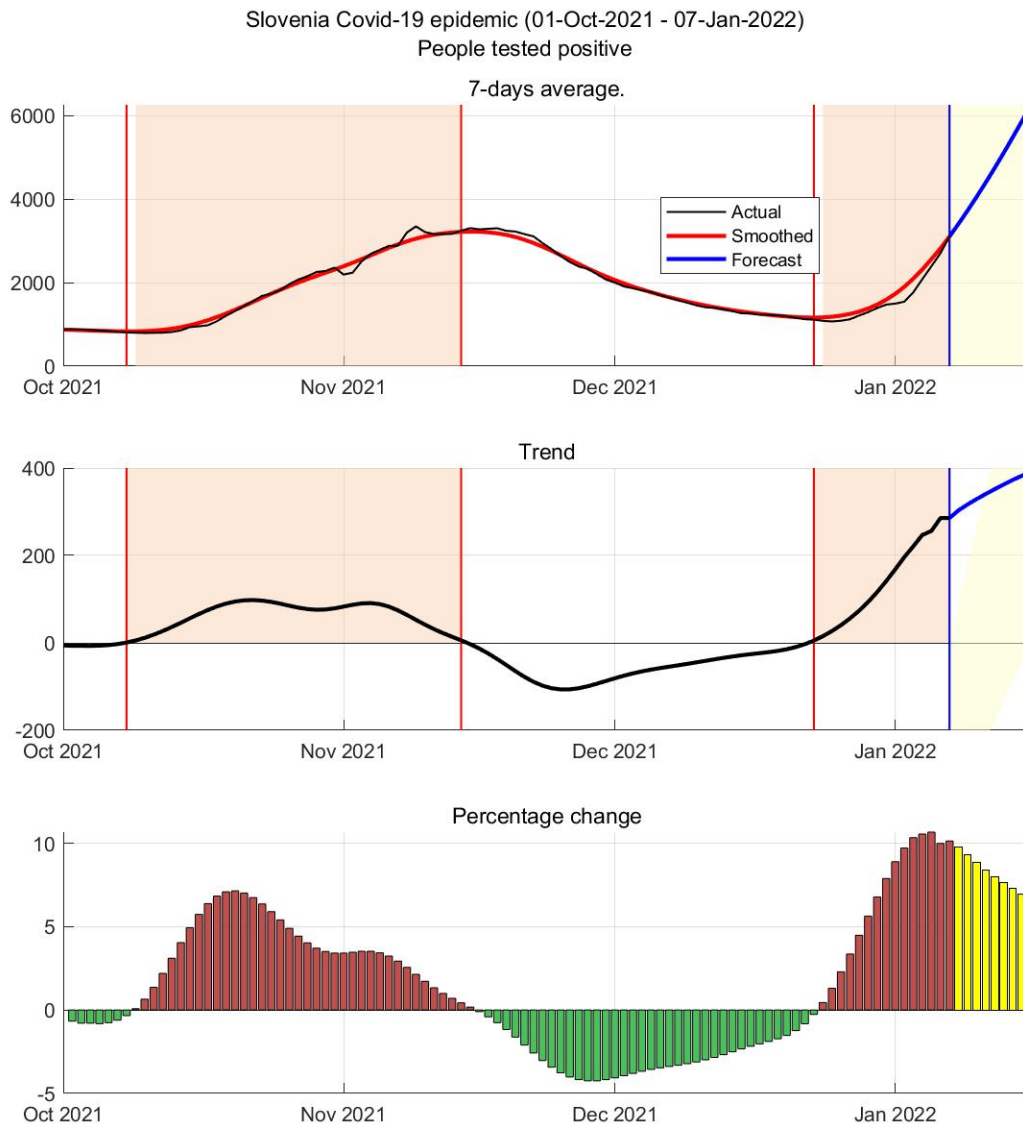 Slovenia Covid-19 epidemic (01-Oct-2021 - 07-Jan-2022)
People tested positive
7-days average.
6000
4000
2000
0
Actual
Smoothed
Forecast
Oct 2021
Nov 2021
Dec 2021
Jan 2022
Trend
400
200
0
-200
Oct 2021
Nov 2021
Dec 2021
Jan 2022
Percentage change
10
5
0
-5
Oct 2021
Nov 2021
Dec 2021
Jan 2022